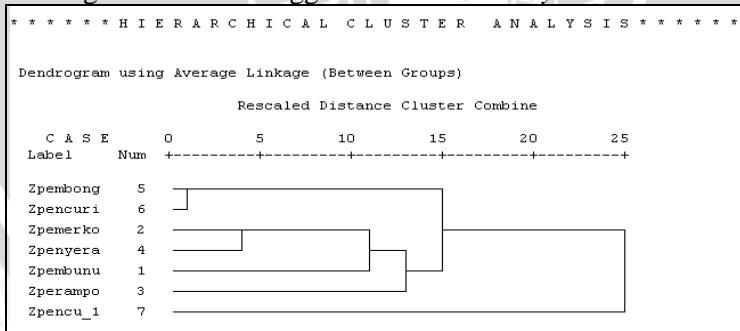 * * * * * * H I E R A R C H I C A L  C L U S T E R  A N A L Y S I S * * * * * *
Dendrogram using Average Linkage (Between Groups)
Rescaled Distance Cluster Combine
C A S E 0 5 10 15 20 25
Label Num +---------+---------+---------+---------+---------+
Zpembong 5
Zpencuri 6
Zpemerko 2
Zpenyera 4
Zpembunu 1
Zperampo 3
Zpencu_1 7